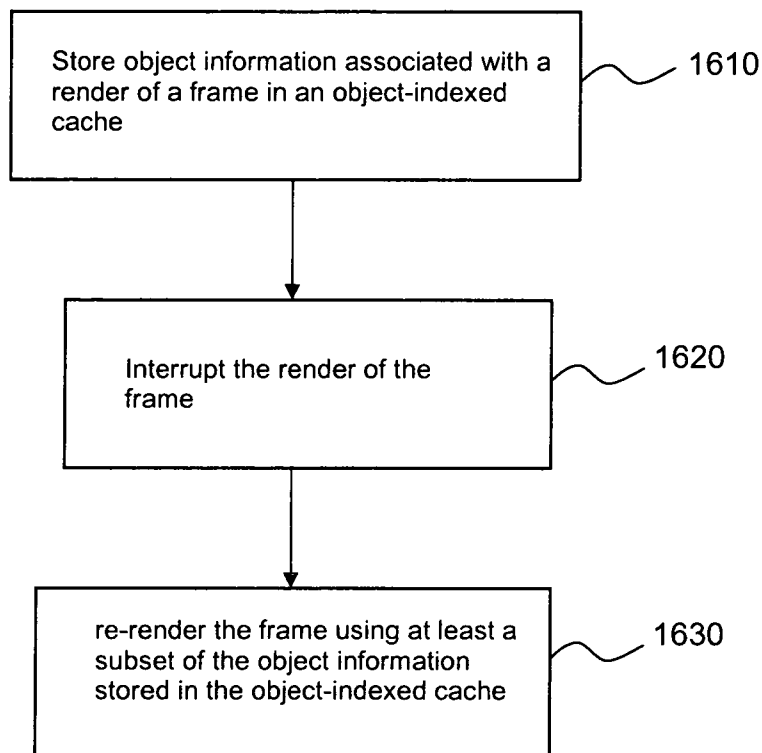 Store object information associated with a
render of a frame in an object-indexed
cache
1610
Interrupt the render of the
frame
1620
re-render the frame using at least a
subset of the object information
stored in the object-indexed cache
1630